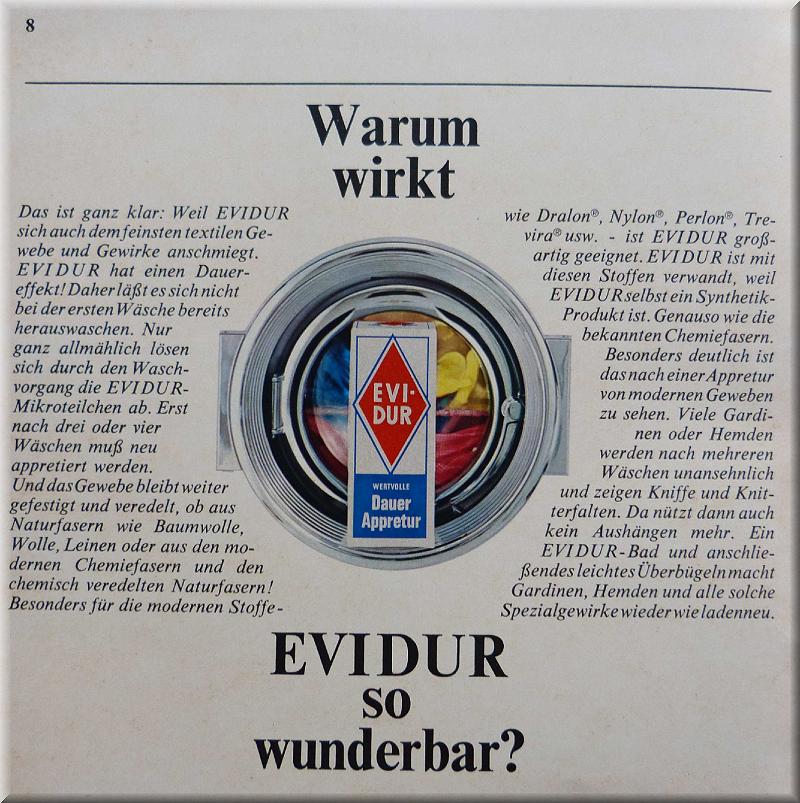 8
Warum
wirkt
Das ist ganz klar: Weil EVIDUR
sich auch dem feinsten textilen Ge-
webe und Gewirke anschmiegt.
EVIDUR hat einen Dauer-
effekt! Daher läßt es sich nicht
bei der ersten Wäsche bereits
herauswaschen. Nur
ganz allmählich lösen
sich durch den Wasch-
vorgang die EVIDUR-
Mikroteilchen ab. Erst
nach drei oder vier
Wäschen muß neu
appretiert werden.
Und das Gewebe bleibt weiter
gefestigt und veredelt, ob aus
Naturfasern wie Baumwolle,
Wolle, Leinen oder aus den mo-
dernen Chemiefasern und den
chemisch veredelten Naturfasern!
Besonders für die modernen Stoffe-
wie Dralon®, Nylon®, Perlon®, Tre-
vira® usw. - ist EVIDUR groß-
artig geeignet. EVIDUR ist mit
diesen Stoffen verwandt, weil
EVIDUR selbst ein Synthetik-
Produkt ist. Genauso wie die
bekannten Chemiefasern.
Besonders deutlich ist
das nach einer Appretur
von modernen Geweben
zu sehen. Viele Gardi-
nen oder Hemden
werden nach mehreren
Wäschen unansehnlich
und zeigen Kniffe und Knit-
terfalten. Da nützt dann auch
kein Aushängen mehr. Ein
EVIDUR-Bad und anschlie-
ßendes leichtes Überbügeln macht
Gardinen, Hemden und alle solche
Spezialgewirke wieder wie ladenneu.
EVI-
DUR
WERTVOLLE
Dauer
Appretur
EVIDUR
so
wunderbar?